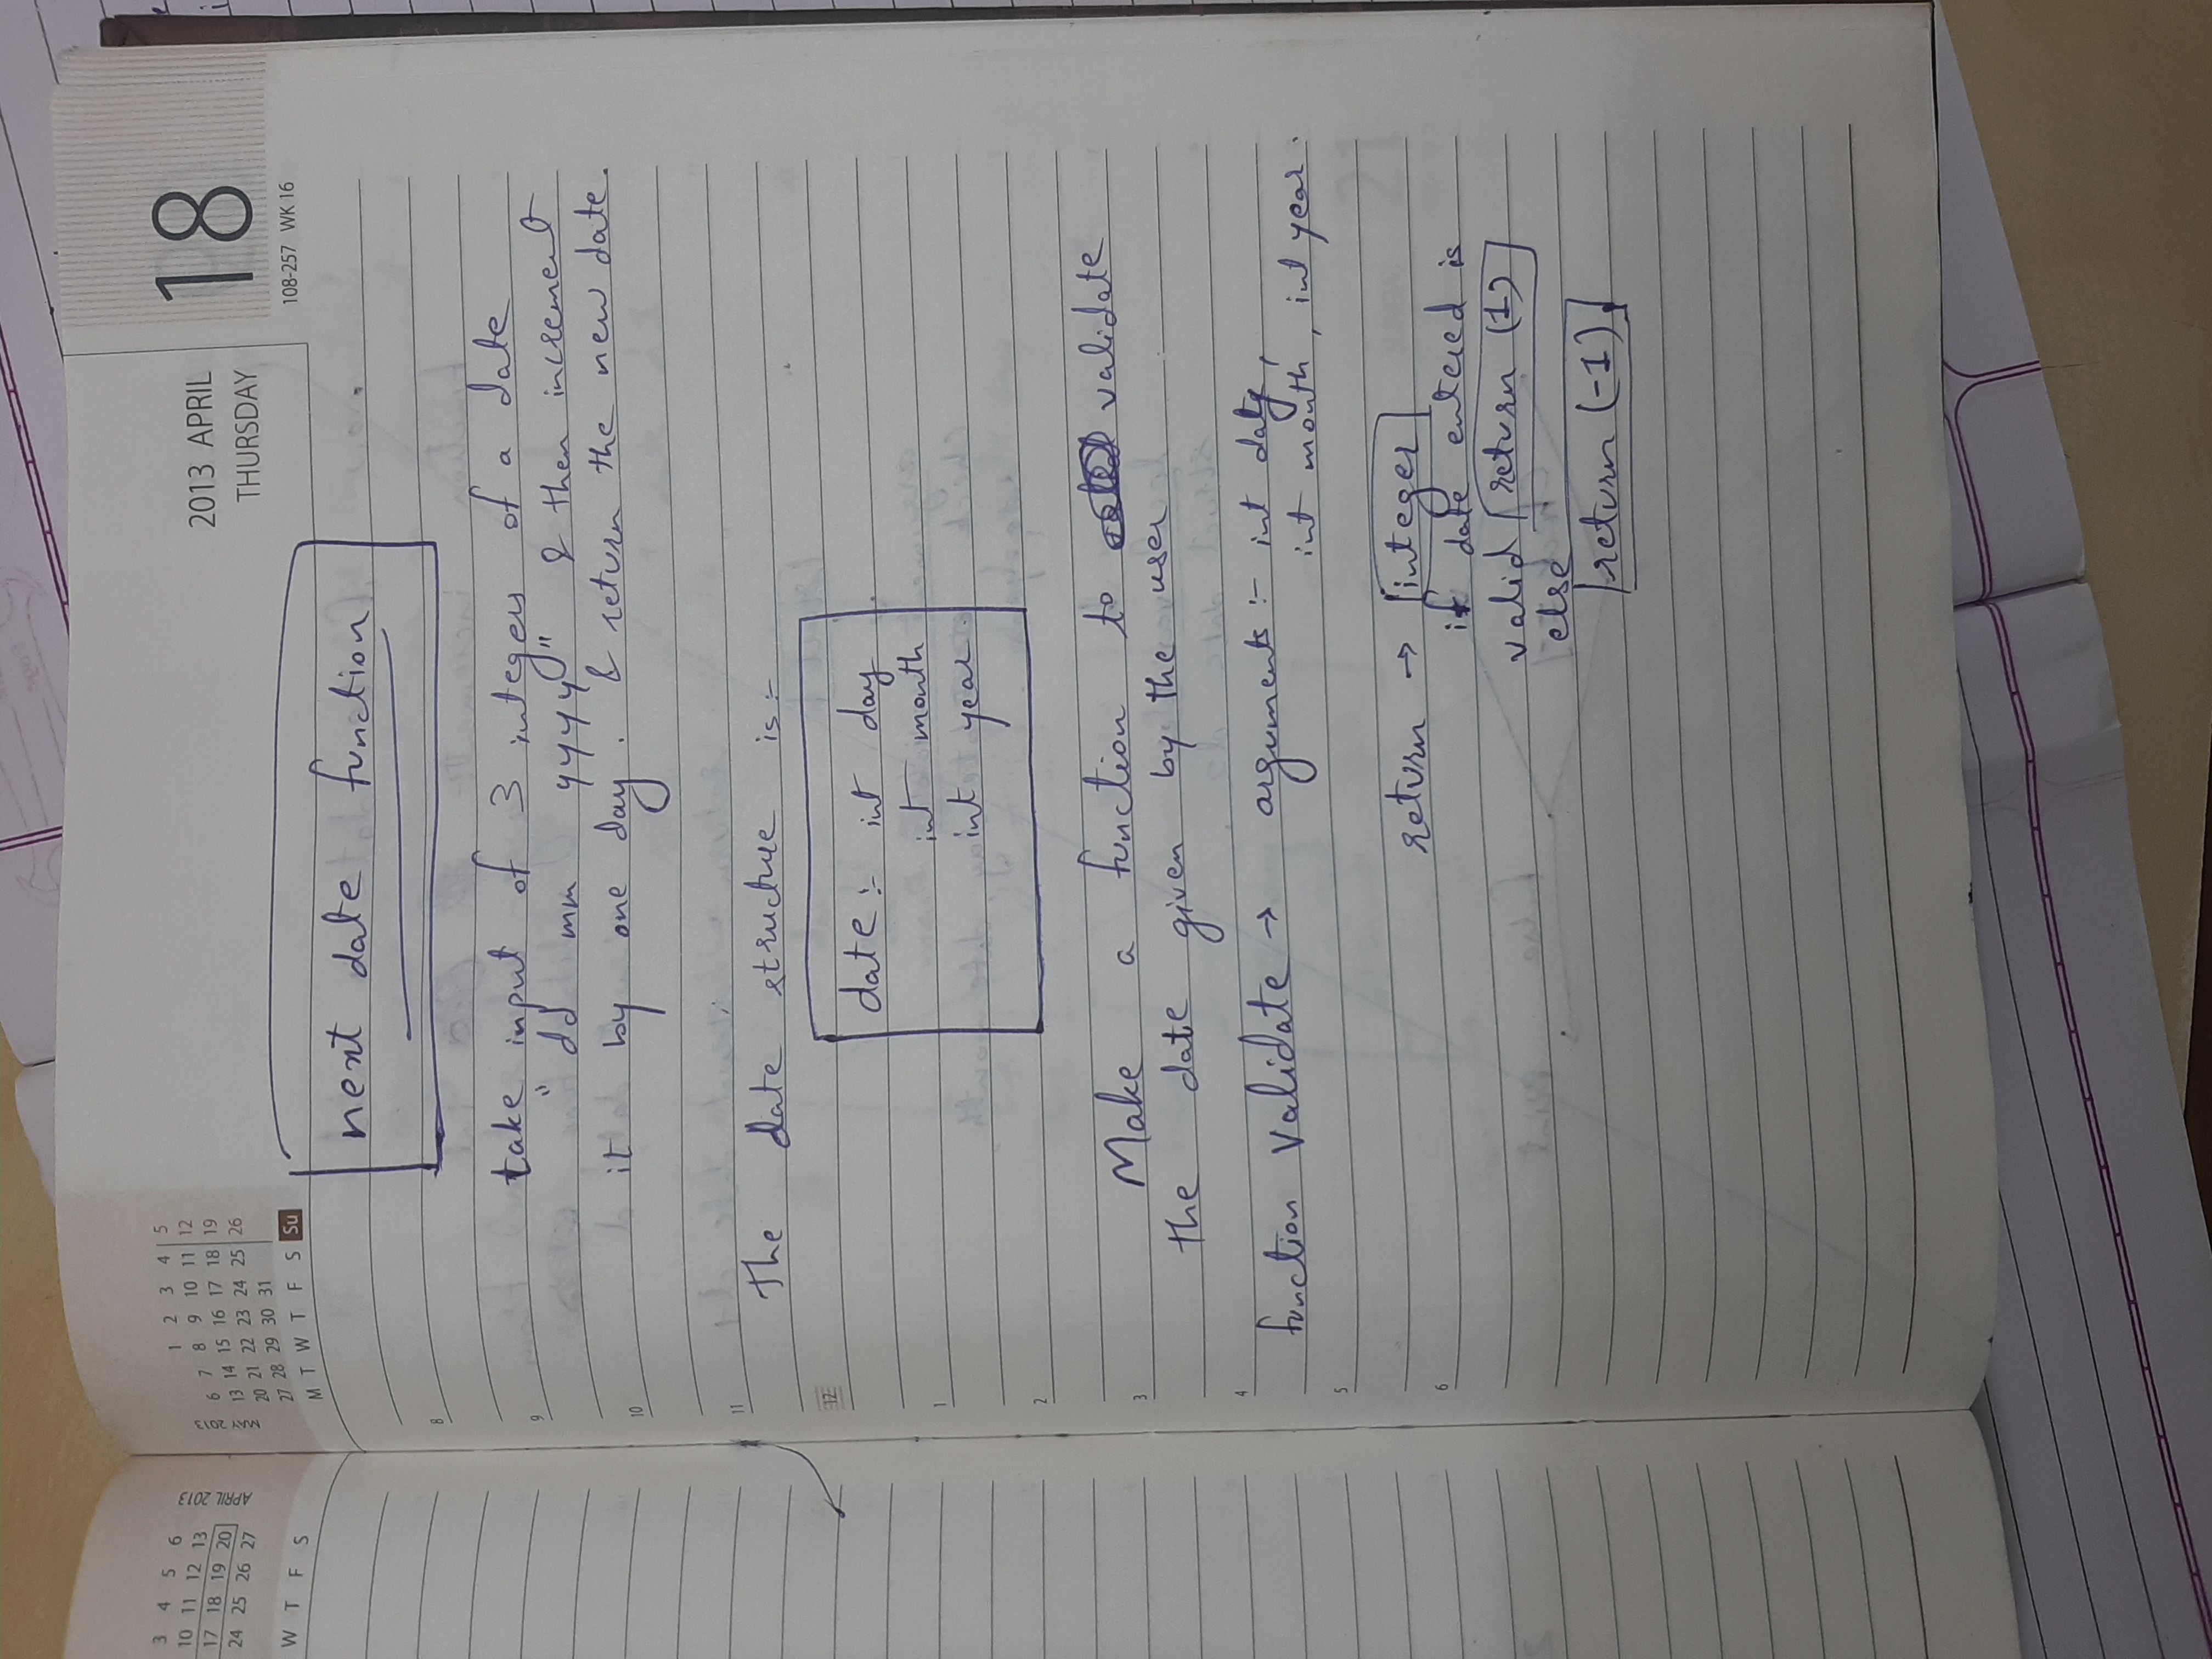 3 4 5 6
10 11 12 13
17 18 19 20
24 25 26 27
W T F S
APRIL 2013
MAY 2013
1 2 3 4 5
6 7 8 9 10 11 12
13 14 15 16 17 18 19
20 21 22 23 24 25 26
27 28 29 30 31
M T W T F S Su
2013 APRIL
THURSDAY
18
108-257 WK 16
next date function
8
take input of 3 integers of a date
9
"dd mm yyyy" & then increment
it by one day. & return the new date.
10
11
The date structure is :-
12
date :- int day
int month
1
int year.
2
Make a function to validate
3
the date given by the user
4
function Validate → arguments :- int day,
int month, int year.
5
return → integer
6
if date entered is
valid return (1)
else
return (-1).